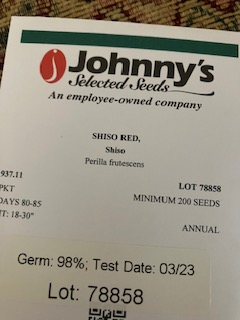 Johnny's
Selected Seeds
An employee-owned company
SHISO RED,
Shiso
Perilla frutescens
937.11
PKT
LOT 78858
DAYS 80-85
MINIMUM 200 SEEDS
HT: 18-30"
ANNUAL
Germ: 98%; Test Date: 03/23
Lot: 78858